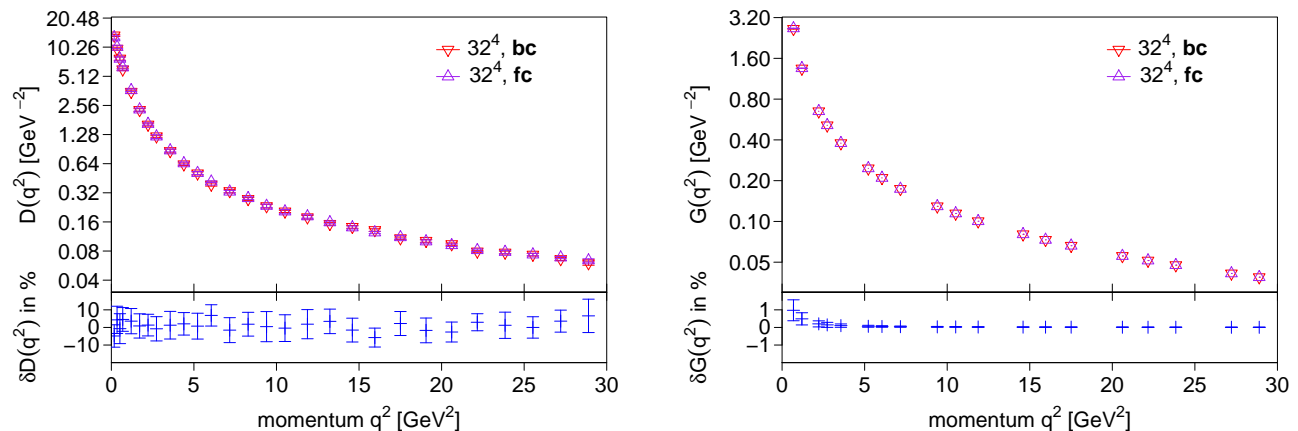 20.48
10.26
5.12
2.56
1.28
0.64
0.32
0.16
0.08
0.04
D(q²) [GeV⁻²]
32⁴, bc
32⁴, fc
10
0
−10
δD(q²) in %
0 5 10 15 20 25 30
momentum q² [GeV²]
3.20
1.60
0.80
0.40
0.20
0.10
0.05
G(q²) [GeV⁻²]
32⁴, bc
32⁴, fc
1
0
−1
δG(q²) in %
0 5 10 15 20 25 30
momentum q² [GeV²]